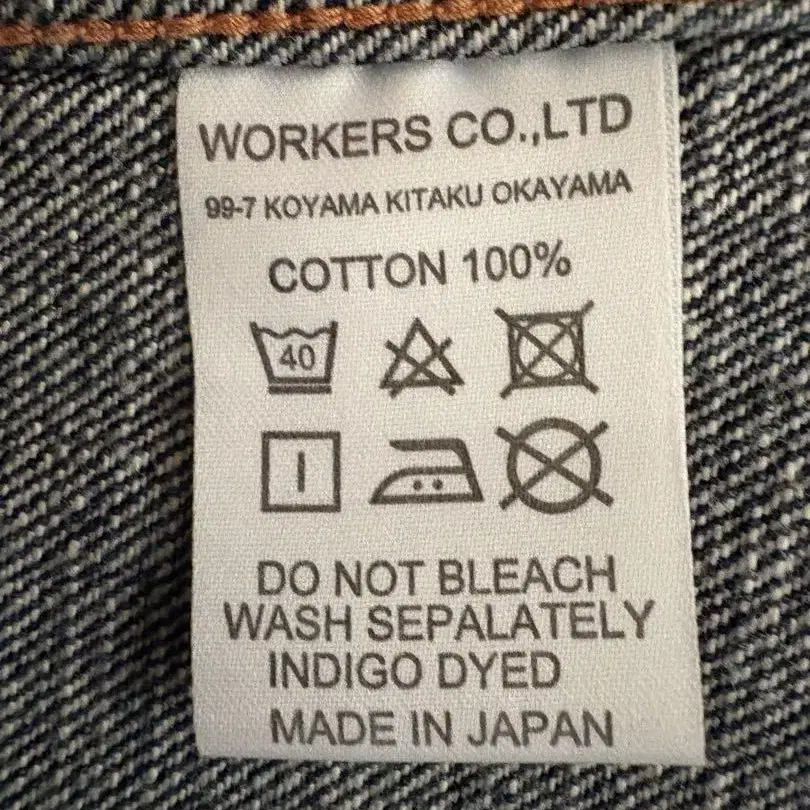 WORKERS CO.,LTD
99-7 KOYAMA KITAKU OKAYAMA
COTTON 100%
40
DO NOT BLEACH
WASH SEPALATELY
INDIGO DYED
MADE IN JAPAN